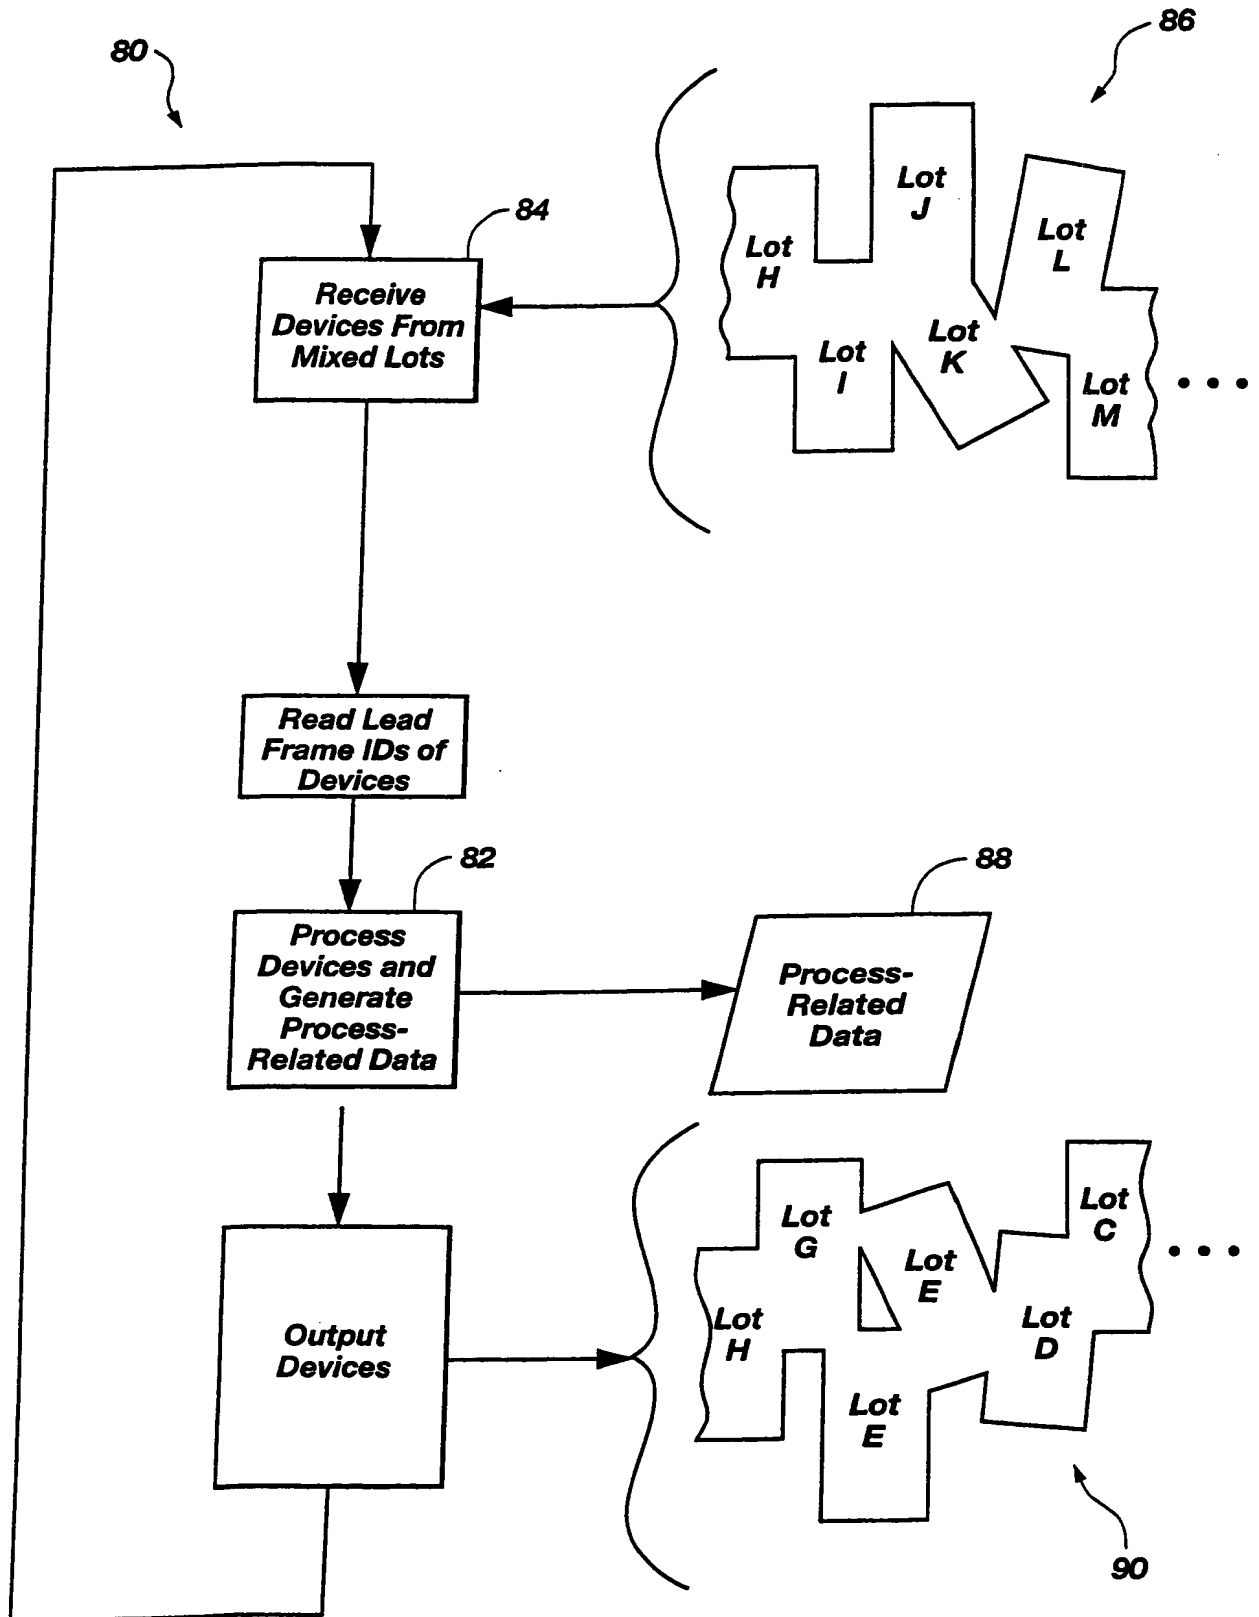 80
86
84
Receive
Devices From
Mixed Lots
Lot
H
Lot
J
Lot
L
Lot
I
Lot
K
Lot
M
• • •
Read Lead
Frame IDs of
Devices
82
Process
Devices and
Generate
Process-
Related Data
88
Process-
Related
Data
Output
Devices
Lot
G
Lot
C
Lot
E
Lot
H
Lot
D
Lot
E
• • •
90